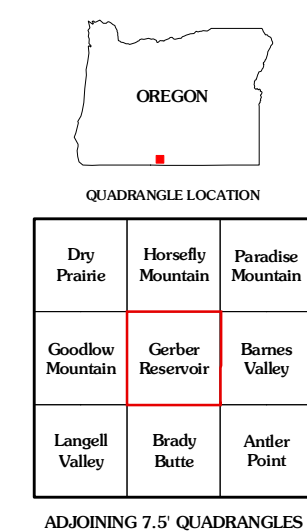 OREGON
QUADRANGLE LOCATION
Dry
Prairie
Horsefly
Mountain
Paradise
Mountain
Goodlow
Mountain
Gerber
Reservoir
Barnes
Valley
Langell
Valley
Brady
Butte
Antler
Point
ADJOINING 7.5' QUADRANGLES